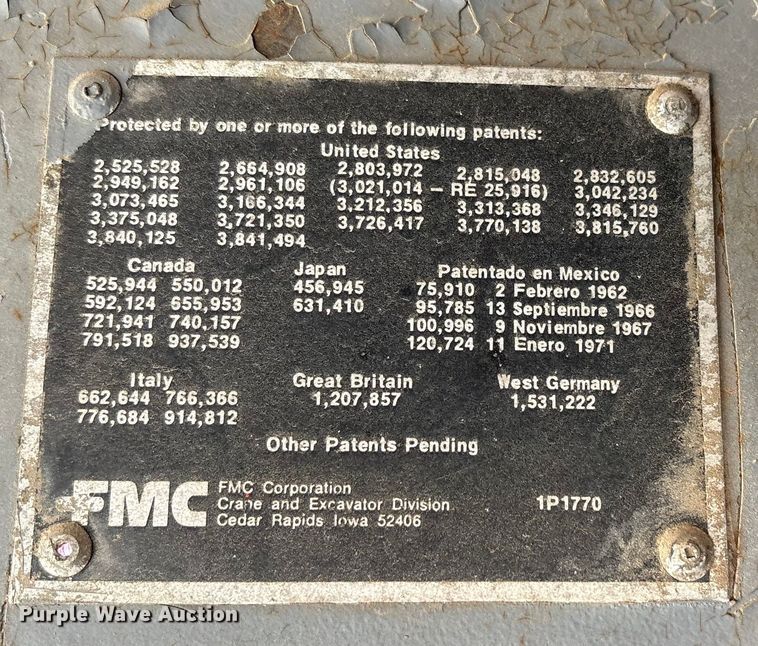 Protected by one or more of the following patents:
United States
2,525,528 2,664,908 2,803,972 2,815,048 2,832,605
2,949,162 2,961,106 (3,021,014 — RE 25,916) 3,042,234
3,073,465 3,166,344 3,212,356 3,313,368 3,346,129
3,375,048 3,721,350 3,726,417 3,770,138 3,815,760
3,840,125 3,841,494
Canada Japan Patentado en Mexico
525,944 550,012 456,945 75,910 2 Febrero 1962
592,124 655,953 631,410 95,785 13 Septiembre 1966
721,941 740,157 100,996 9 Noviembre 1967
791,518 937,539 120,724 11 Enero 1971
Italy Great Britain West Germany
662,644 766,366 1,207,857 1,531,222
776,684 914,812
Other Patents Pending
FMC FMC Corporation
Crane and Excavator Division 1P1770
Cedar Rapids Iowa 52406
Purple Wave Auction